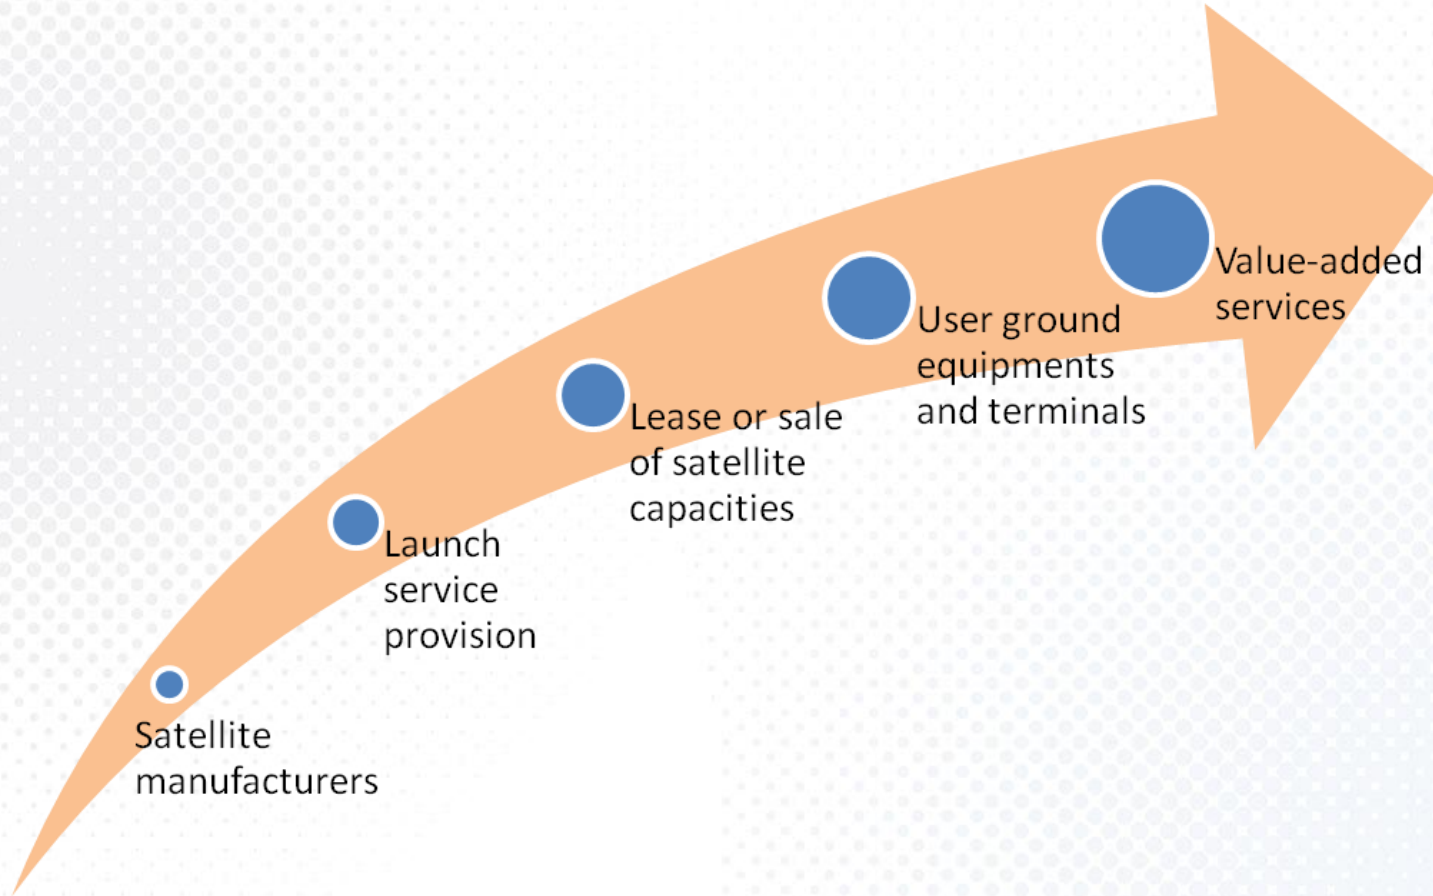 Satellite
manufacturers
Launch
service
provision
Lease or sale
of satellite
capacities
User ground
equipments
and terminals
Value-added
services